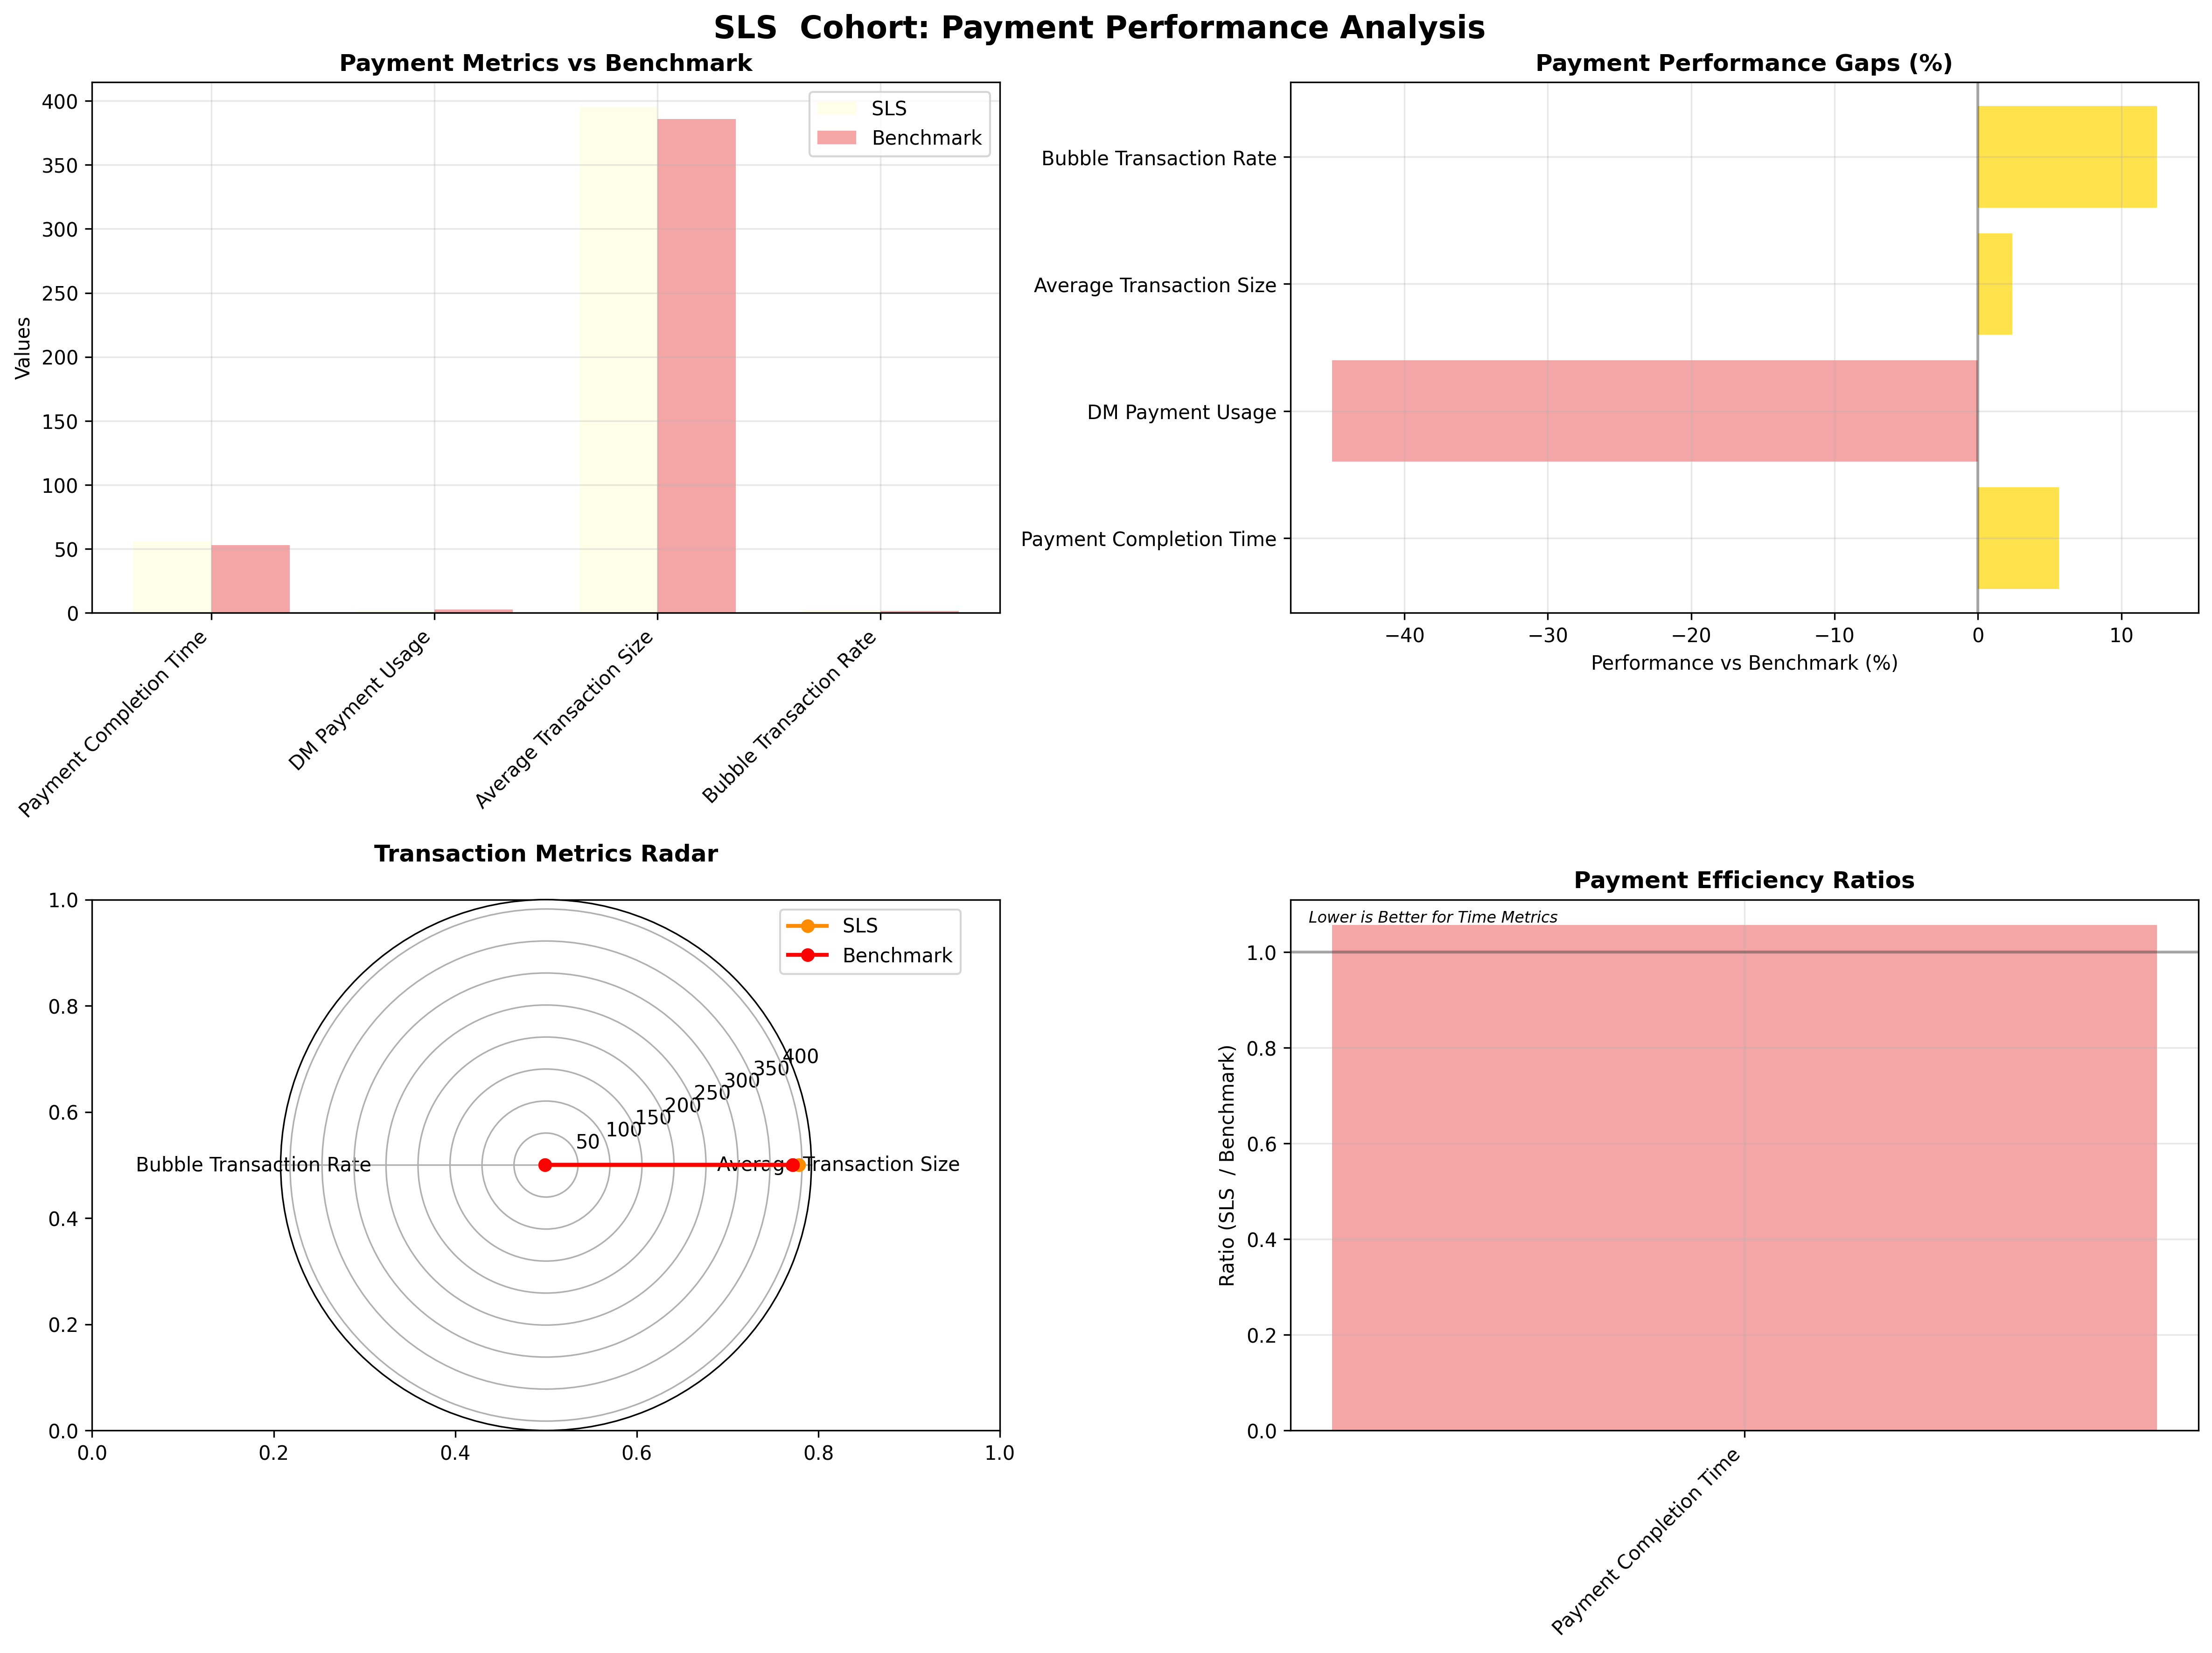 SLS  Cohort: Payment Performance Analysis
Payment Metrics vs Benchmark
Values
400
350
300
250
200
150
100
50
0
SLS
Benchmark
Payment Completion Time
DM Payment Usage
Average Transaction Size
Bubble Transaction Rate
Payment Performance Gaps (%)
Bubble Transaction Rate
Average Transaction Size
DM Payment Usage
Payment Completion Time
−40
−30
−20
−10
0
10
Performance vs Benchmark (%)
Transaction Metrics Radar
1.0
0.8
0.6
0.4
0.2
0.0
SLS
Benchmark
400
350
300
250
200
150
100
50
Bubble Transaction Rate
Average Transaction Size
0.0
0.2
0.4
0.6
0.8
1.0
Payment Efficiency Ratios
Lower is Better for Time Metrics
Ratio (SLS  / Benchmark)
1.0
0.8
0.6
0.4
0.2
0.0
Payment Completion Time